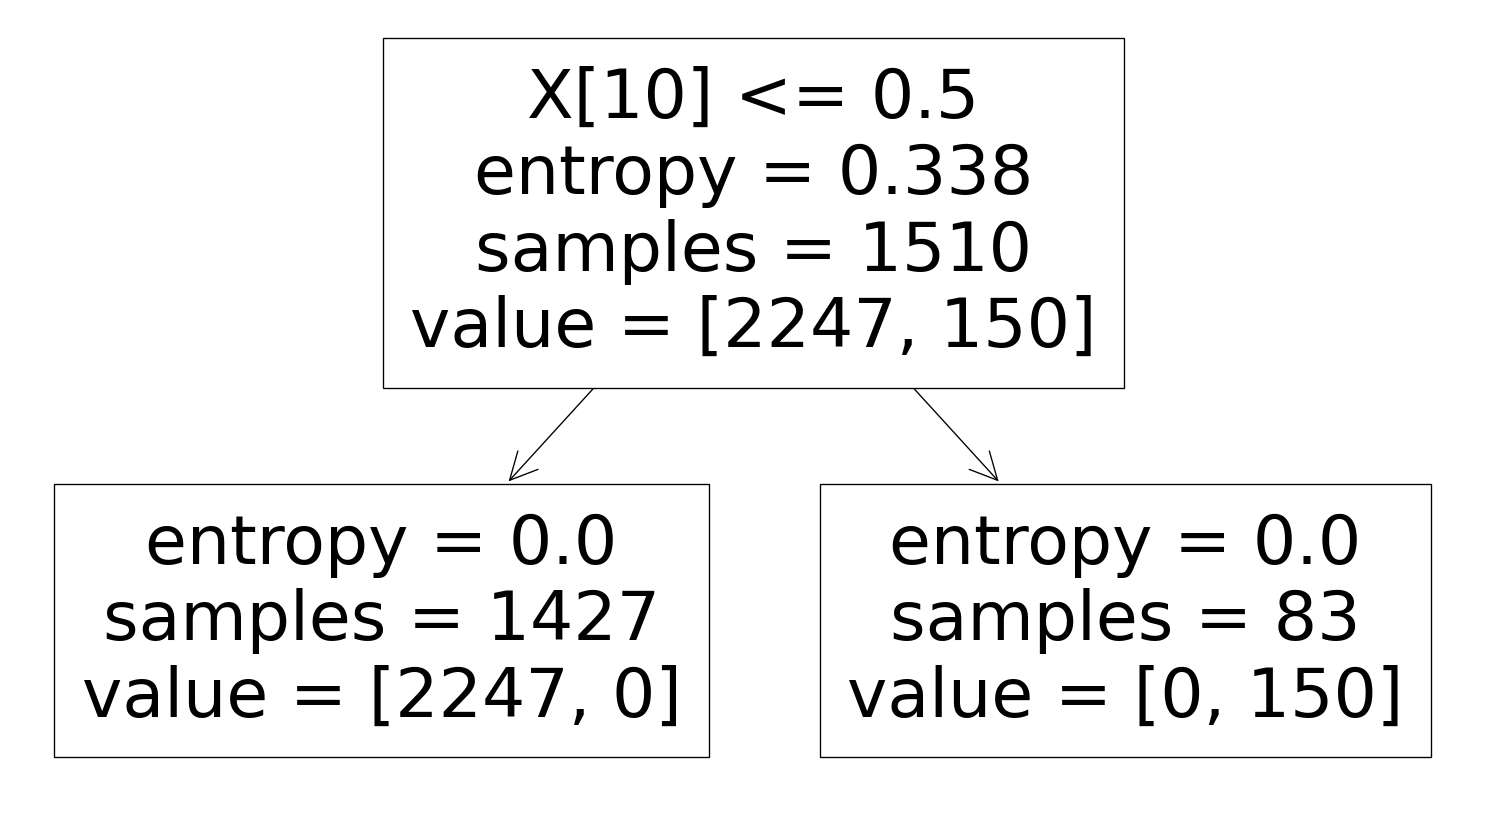 X[10] <= 0.5
entropy = 0.338
samples = 1510
value = [2247, 150]
entropy = 0.0
samples = 1427
value = [2247, 0]
entropy = 0.0
samples = 83
value = [0, 150]